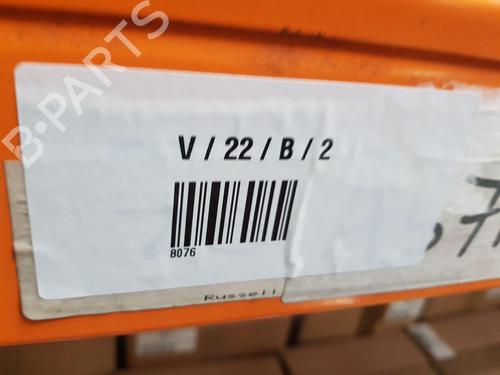 B-PARTS
V / 22 / B / 2
8076
Russell